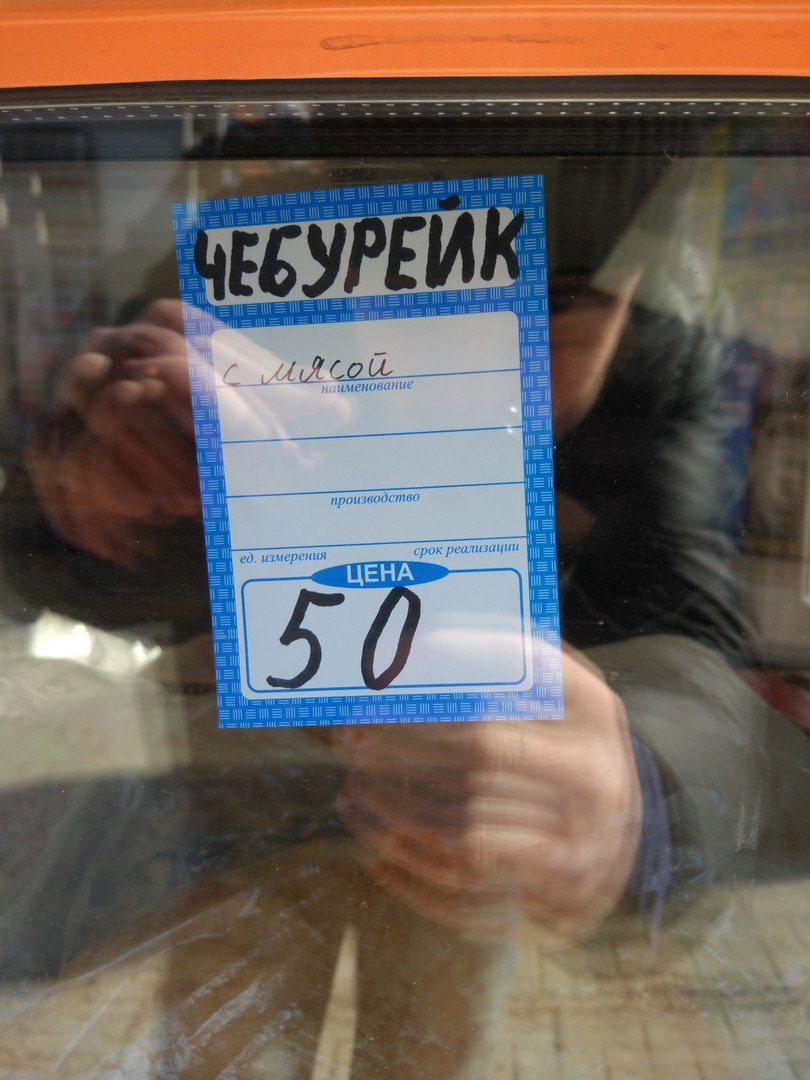 ЧЕБУРЕЙК
с мясой
наименование
производство
ед. измерения срок реализации
ЦЕНА
50